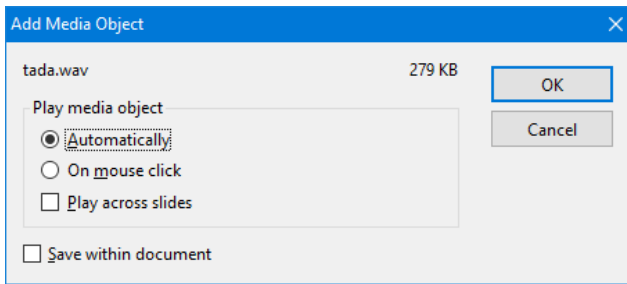 Add Media Object
tada.wav 279 KB
OK
Play media object
Automatically
Cancel
On mouse click
Play across slides
Save within document